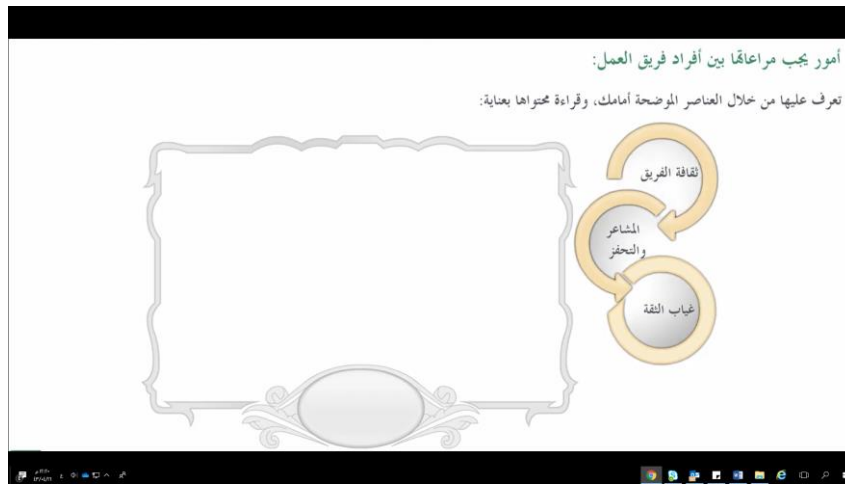 أمور يجب مراعاتها بين أفراد فريق العمل:
تعرف عليها من خلال العناصر الموضحة أمامك، وقراءة محتواها بعناية:
ثقافة الفريق
المشاعر
والتحفز
غياب الثقة